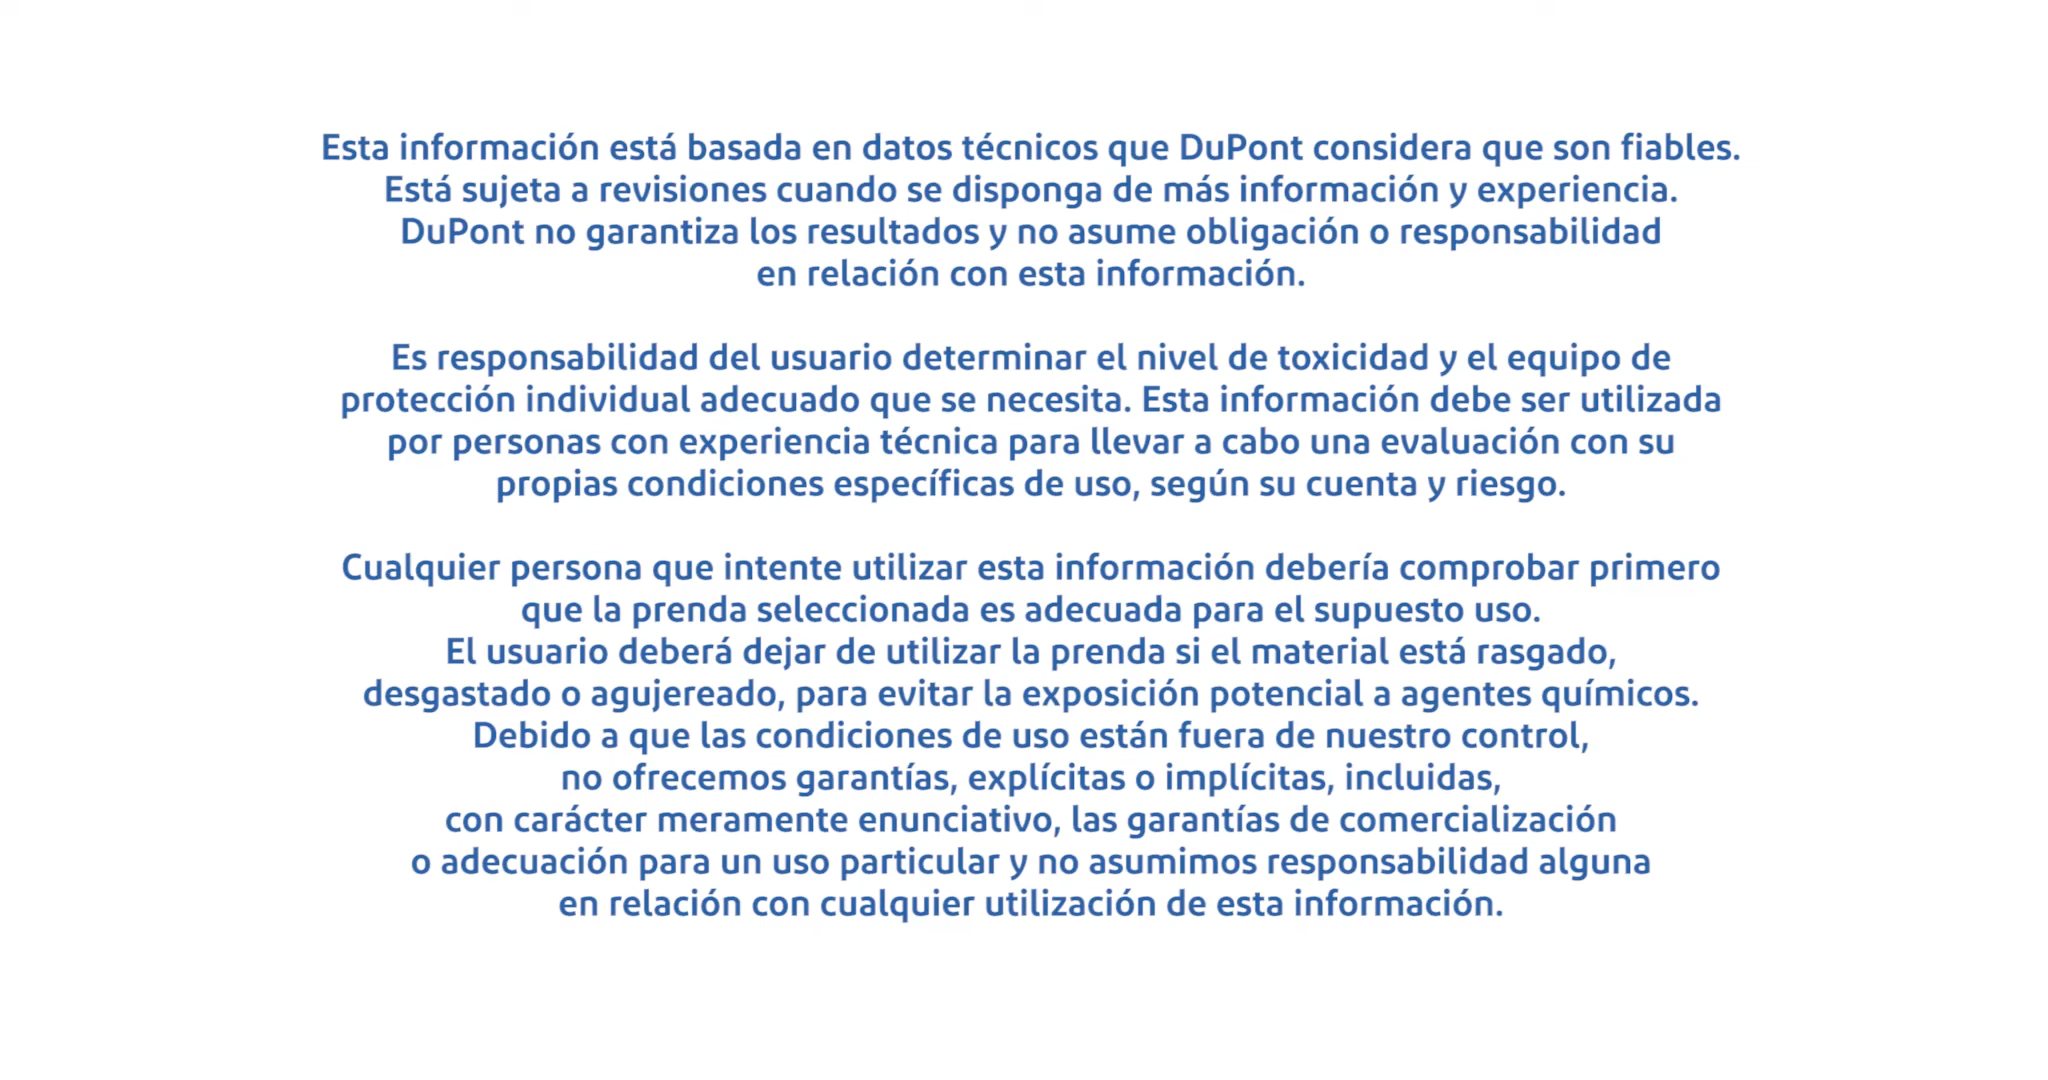 Esta información está basada en datos técnicos que DuPont considera que son fiables.
Está sujeta a revisiones cuando se disponga de más información y experiencia.
DuPont no garantiza los resultados y no asume obligación o responsabilidad
en relación con esta información.
Es responsabilidad del usuario determinar el nivel de toxicidad y el equipo de
protección individual adecuado que se necesita. Esta información debe ser utilizada
por personas con experiencia técnica para llevar a cabo una evaluación con su
propias condiciones específicas de uso, según su cuenta y riesgo.
Cualquier persona que intente utilizar esta información debería comprobar primero
que la prenda seleccionada es adecuada para el supuesto uso.
El usuario deberá dejar de utilizar la prenda si el material está rasgado,
desgastado o agujereado, para evitar la exposición potencial a agentes químicos.
Debido a que las condiciones de uso están fuera de nuestro control,
no ofrecemos garantías, explícitas o implícitas, incluidas,
con carácter meramente enunciativo, las garantías de comercialización
o adecuación para un uso particular y no asumimos responsabilidad alguna
en relación con cualquier utilización de esta información.